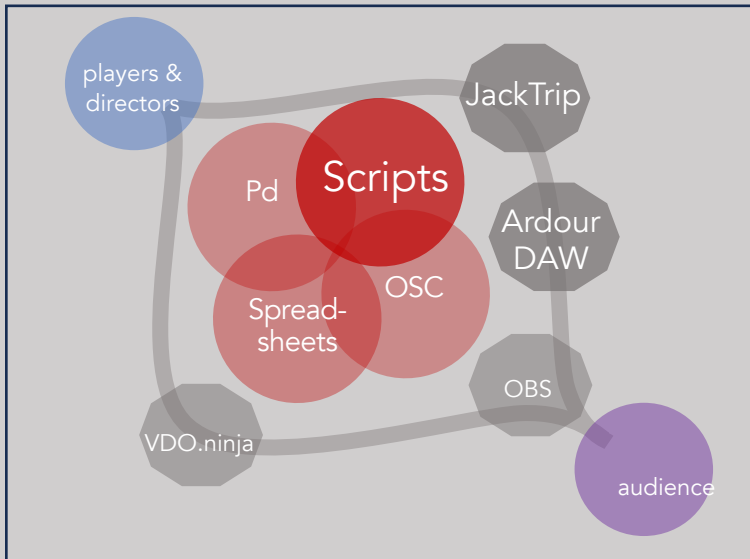 players &
directors
JackTrip
Scripts
Pd
Ardour
DAW
OSC
Spread-
sheets
OBS
VDO.ninja
audience